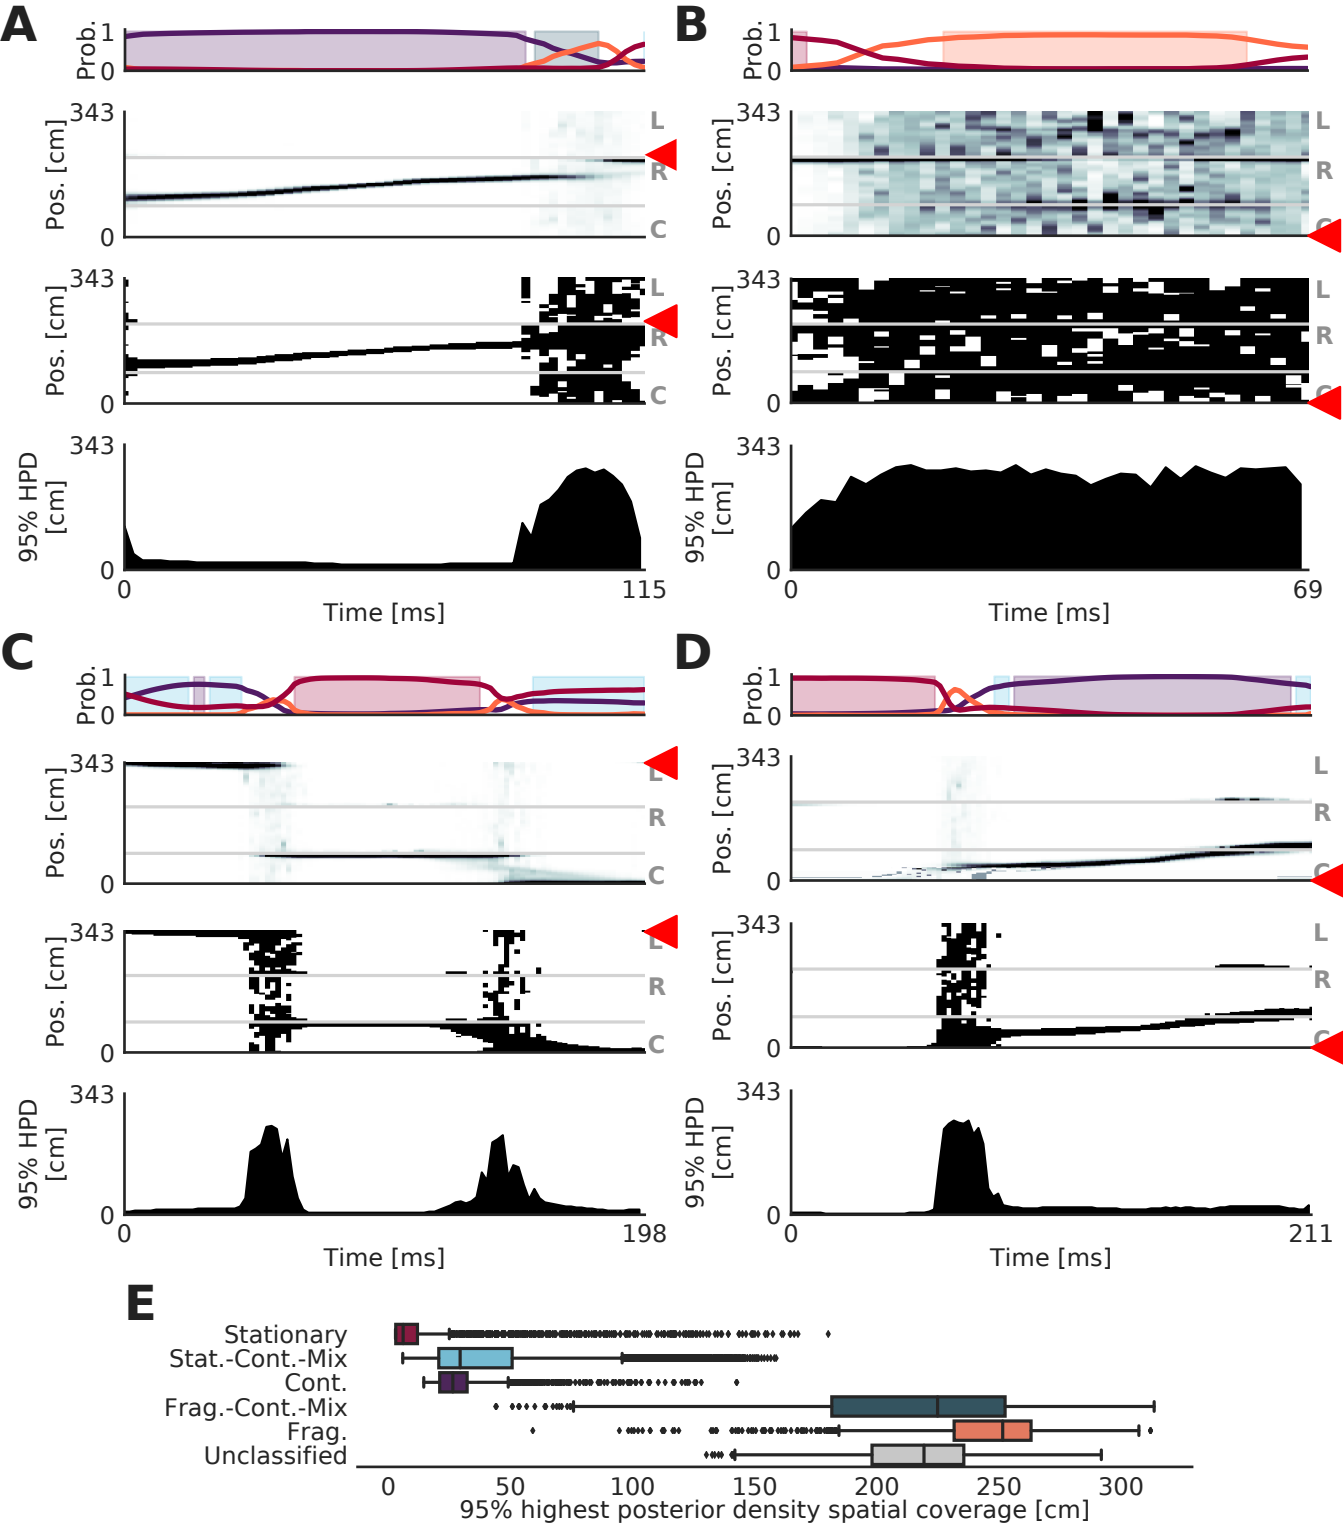 A
Prob.
1
0
Pos. [cm]
343
0
L
R
C
Pos. [cm]
343
0
L
R
C
95% HPD
[cm]
343
0
0
115
Time [ms]
B
Prob.
1
0
Pos. [cm]
343
0
L
R
C
Pos. [cm]
343
0
L
R
C
95% HPD
[cm]
343
0
0
69
Time [ms]
C
Prob.
1
0
Pos. [cm]
343
0
L
R
C
Pos. [cm]
343
0
L
R
C
95% HPD
[cm]
343
0
0
198
Time [ms]
D
Prob.
1
0
Pos. [cm]
343
0
L
R
C
Pos. [cm]
343
0
L
R
C
95% HPD
[cm]
343
0
0
211
Time [ms]
E
Stationary
Stat.-Cont.-Mix
Cont.
Frag.-Cont.-Mix
Frag.
Unclassified
0 50 100 150 200 250 300
95% highest posterior density spatial coverage [cm]